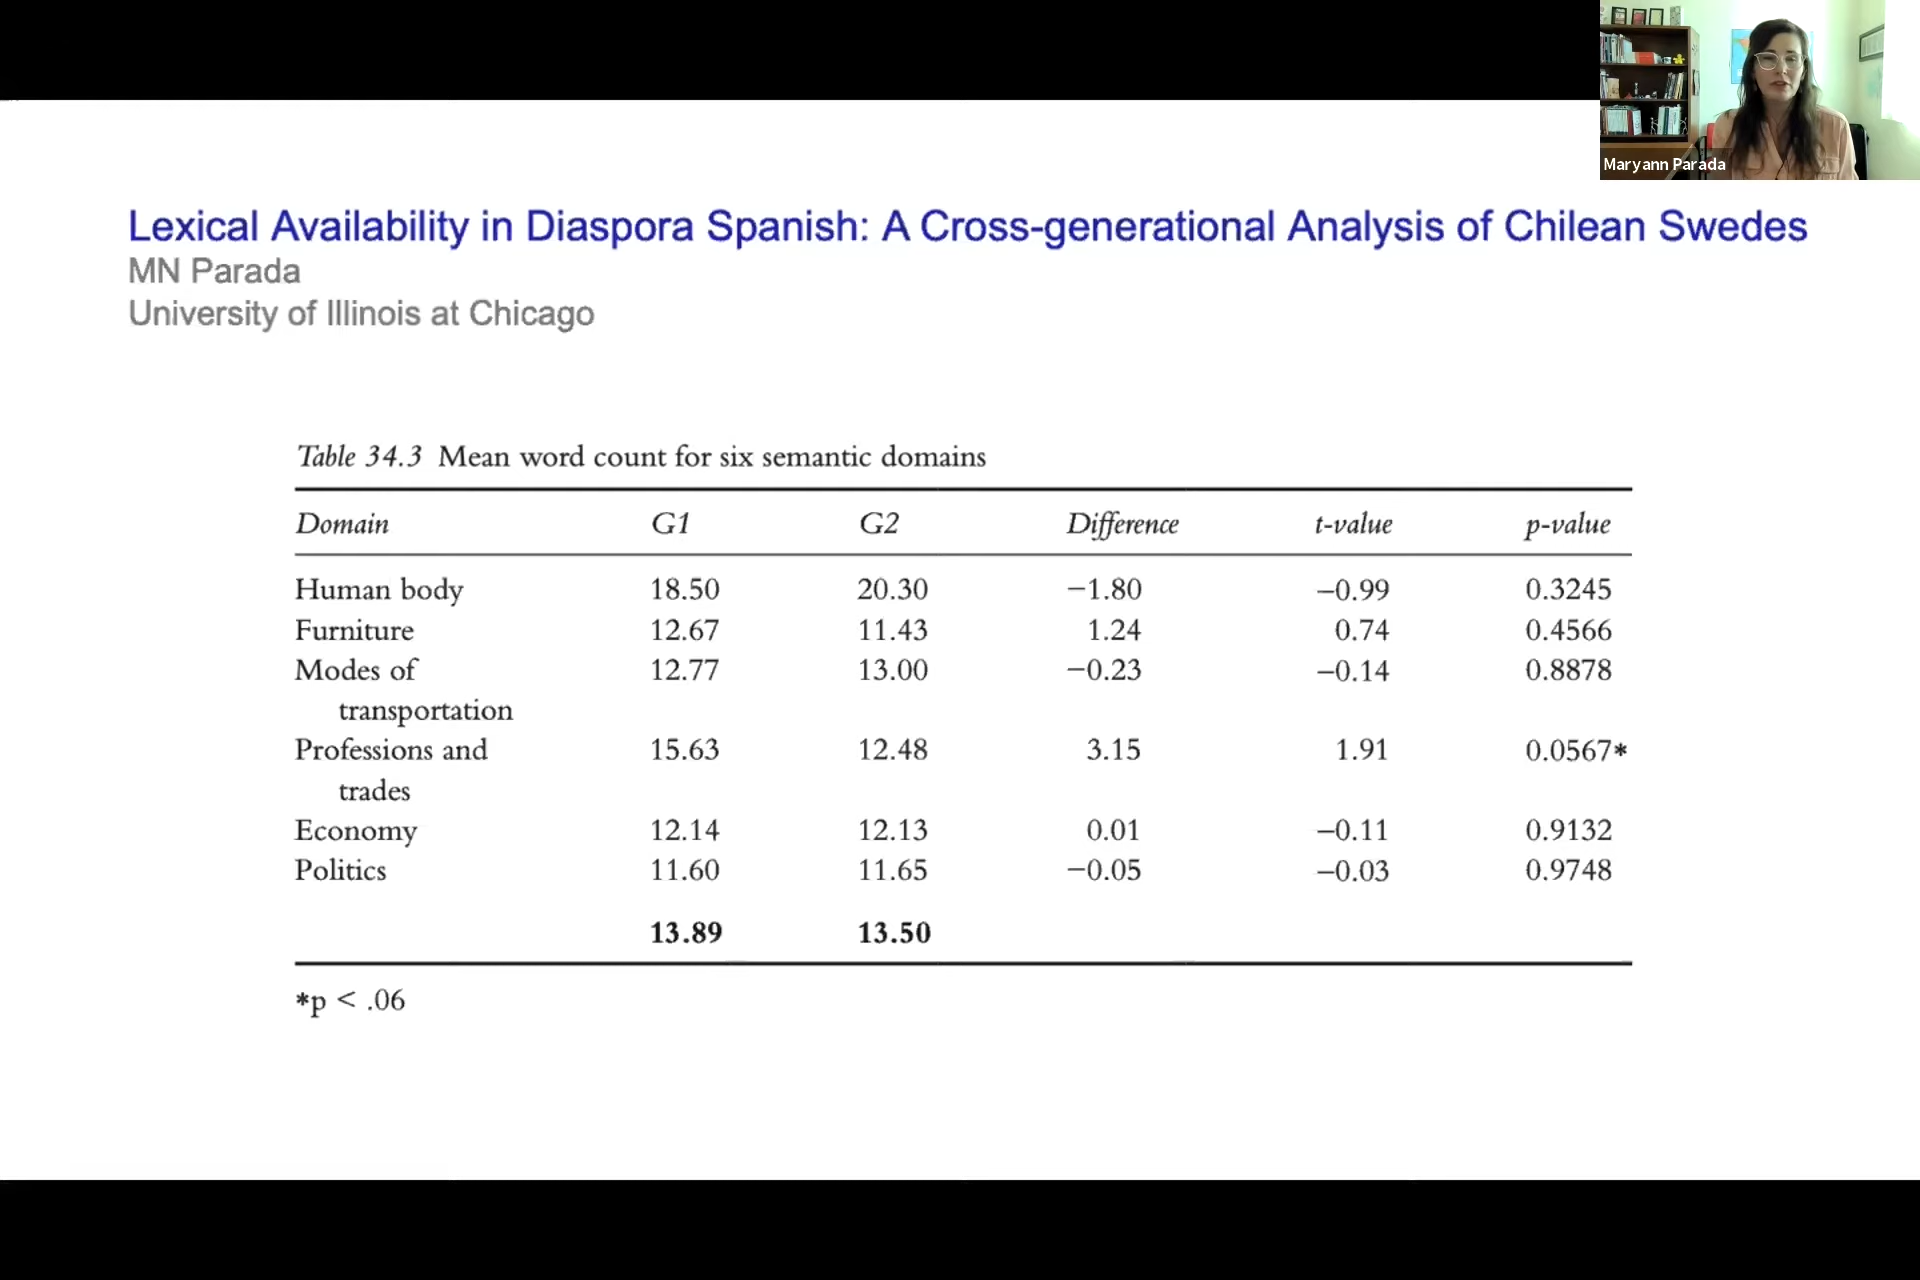 Maryann Parada
Lexical Availability in Diaspora Spanish: A Cross-generational Analysis of Chilean Swedes
MN Parada
University of Illinois at Chicago
Table 34.3 Mean word count for six semantic domains
Domain G1 G2 Difference t-value p-value
Human body 18.50 20.30 −1.80 −0.99 0.3245
Furniture 12.67 11.43 1.24 0.74 0.4566
Modes of 12.77 13.00 −0.23 −0.14 0.8878
transportation
Professions and 15.63 12.48 3.15 1.91 0.0567*
trades
Economy 12.14 12.13 0.01 −0.11 0.9132
Politics 11.60 11.65 −0.05 −0.03 0.9748
13.89 13.50
*p < .06